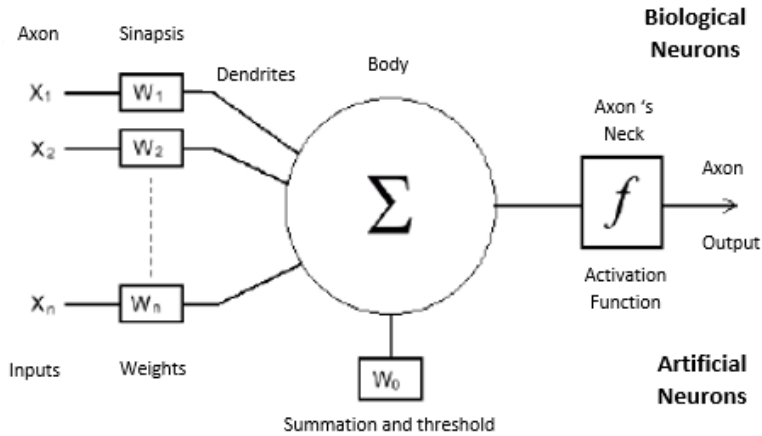 Biological
Neurons
Axon
Sinapsis
Dendrites
Body
Axon 's
Neck
X₁
W₁
X₂
W₂
Σ
f
Axon
Output
Xₙ
Wₙ
Activation
Function
Inputs
Weights
W₀
Artificial
Neurons
Summation and threshold